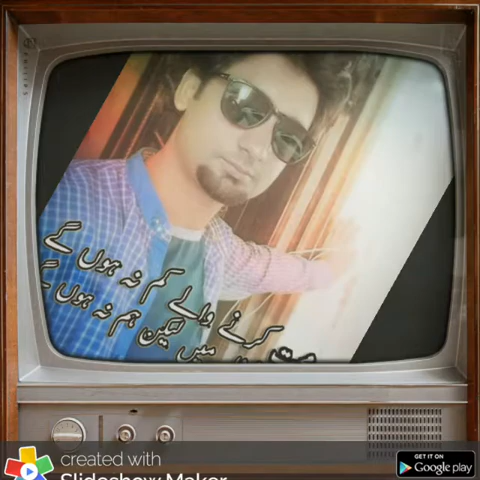 کرنے والے کم نہ ہوں گے
میں لیکن ہم نہ ہوں گے
created with
Slideshow Maker
GET IT ON
Google play